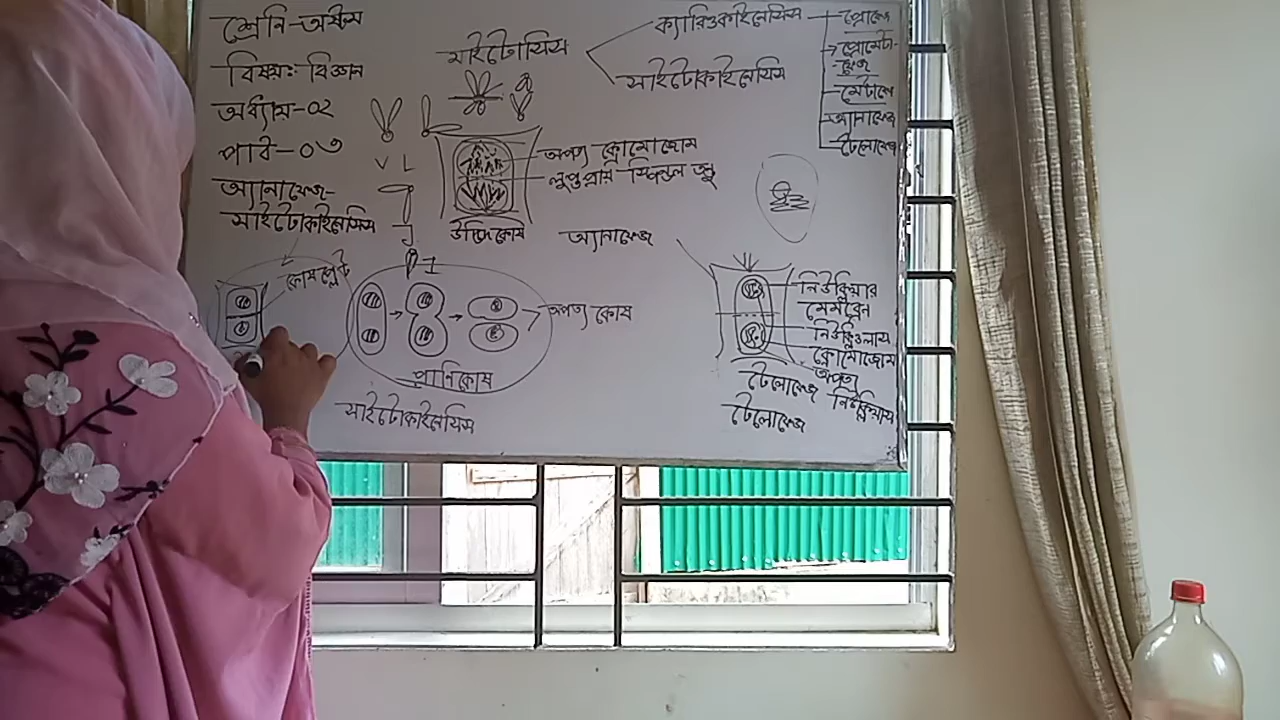 শ্রেনি-অষ্টম
বিষয়ঃ বিজ্ঞান
অধ্যায়-০২
পাঠ-০৩
অ্যানাফেজ-
সাইটোকাইনেসিস
মাইটোসিস
ক্যারিওকাইনেসিস
সাইটোকাইনেসিস
প্রোফেজ
প্রোমেটা-
ফেজ
মেটাফেজ
অ্যানাফেজ
টেলোফেজ
V L
J
I
অপত্য ক্রোমোজোম
লুপ্তপ্রায় স্পিন্ডল তন্তু
উদ্ভিদকোষ
অ্যানাফেজ
কোষপ্লেট
অপত্য কোষ
প্রাণিকোষ
সাইটোকাইনেসিস
নিউক্লিয়ার
মেমব্রেন
নিউক্লিওলাস
ক্রোমোজোম
অপত্য
নিউক্লিয়াস
টেলোফেজ
টেলোফেজ